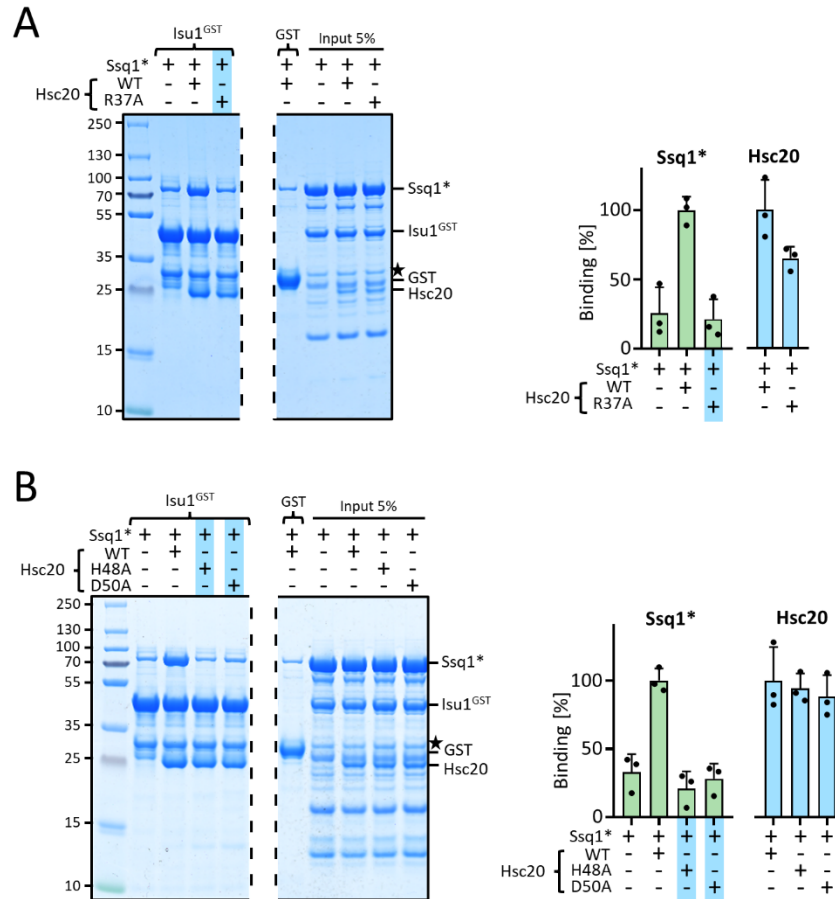 A
Isu1GST
GST
Input 5%
Ssq1* + + + + + + +
Hsc20 WT - + - + - + -
R37A - - + - - - +
250
130
100
70
55
35
25
15
10
Ssq1*
Isu1GST
★
GST
Hsc20
Ssq1* Hsc20
Binding [%]
100
50
0
Ssq1* + + + + +
Hsc20 WT - + - + -
R37A - - + - +
B
Isu1GST
GST
Input 5%
Ssq1* + + + + + + + + +
Hsc20 WT - + - - + - + - -
H48A - - + - - - - + -
D50A - - - + - - - - +
250
130
100
70
55
35
25
15
10
Ssq1*
Isu1GST
★
GST
Hsc20
Ssq1* Hsc20
Binding [%]
100
50
0
Ssq1* + + + + + + +
Hsc20 WT - + - - + - -
H48A - - + - - + -
D50A - - - + - - +